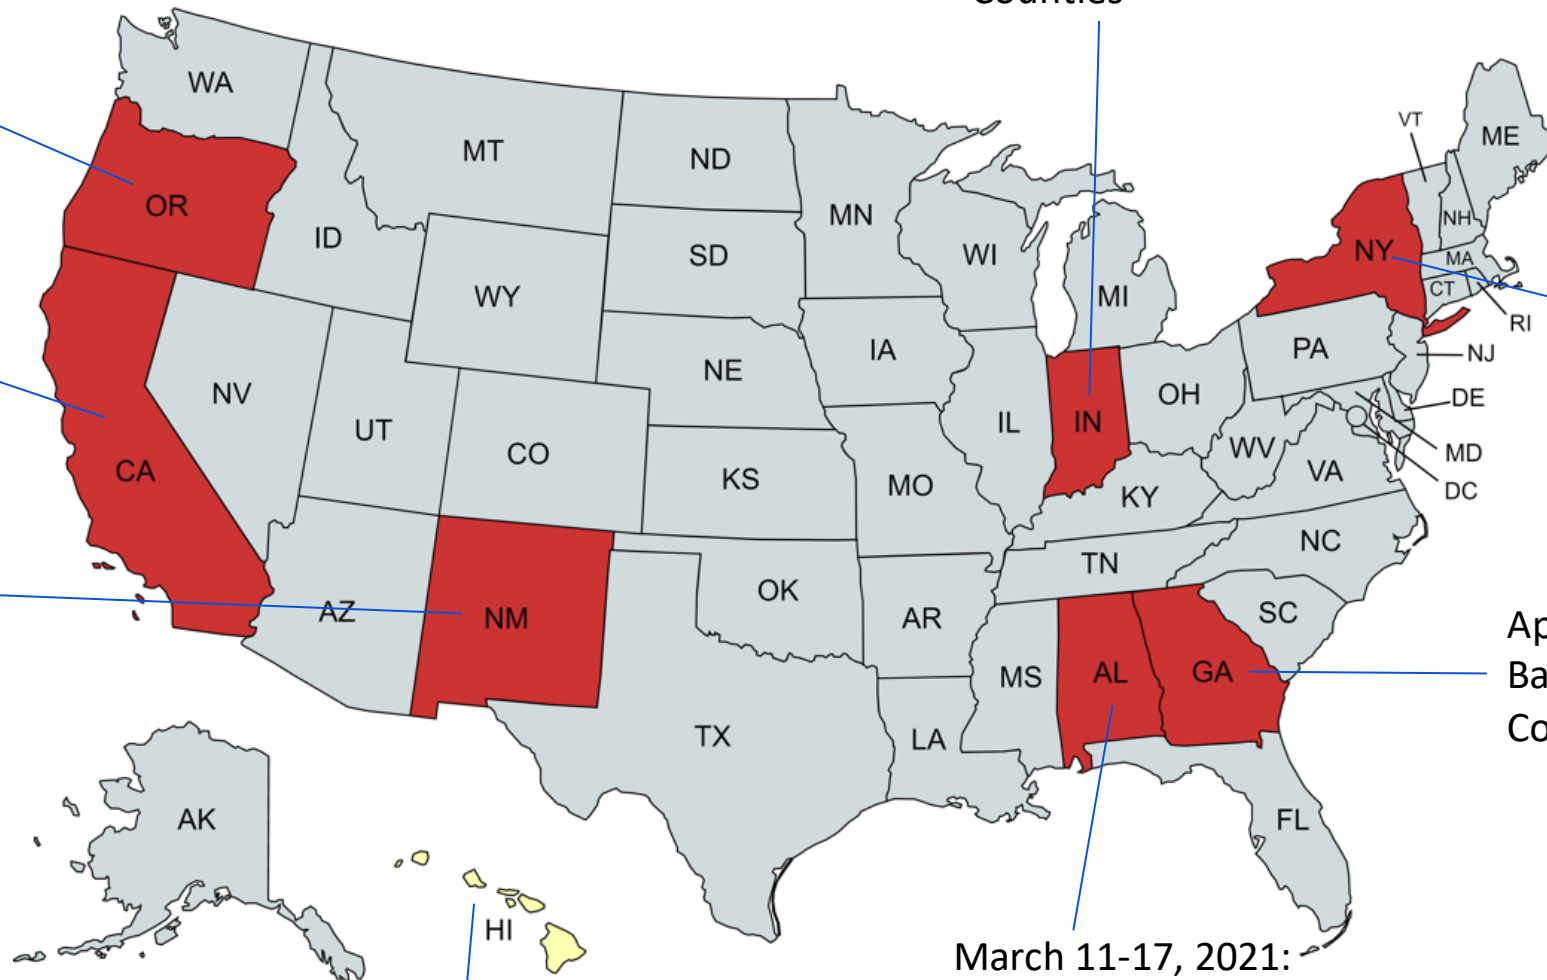 Counties
WA
MT
ND
MN
VT
ME
OR
ID
SD
WI
NH
NY
MA
WY
MI
CT
RI
IA
PA
NJ
NE
NV
OH
DE
UT
IL
IN
CO
WV
MD
CA
KS
MO
VA
DC
KY
NC
TN
OK
AZ
NM
AR
SC
MS
AL
GA
TX
LA
AK
FL
HI
March 11-17, 2021: